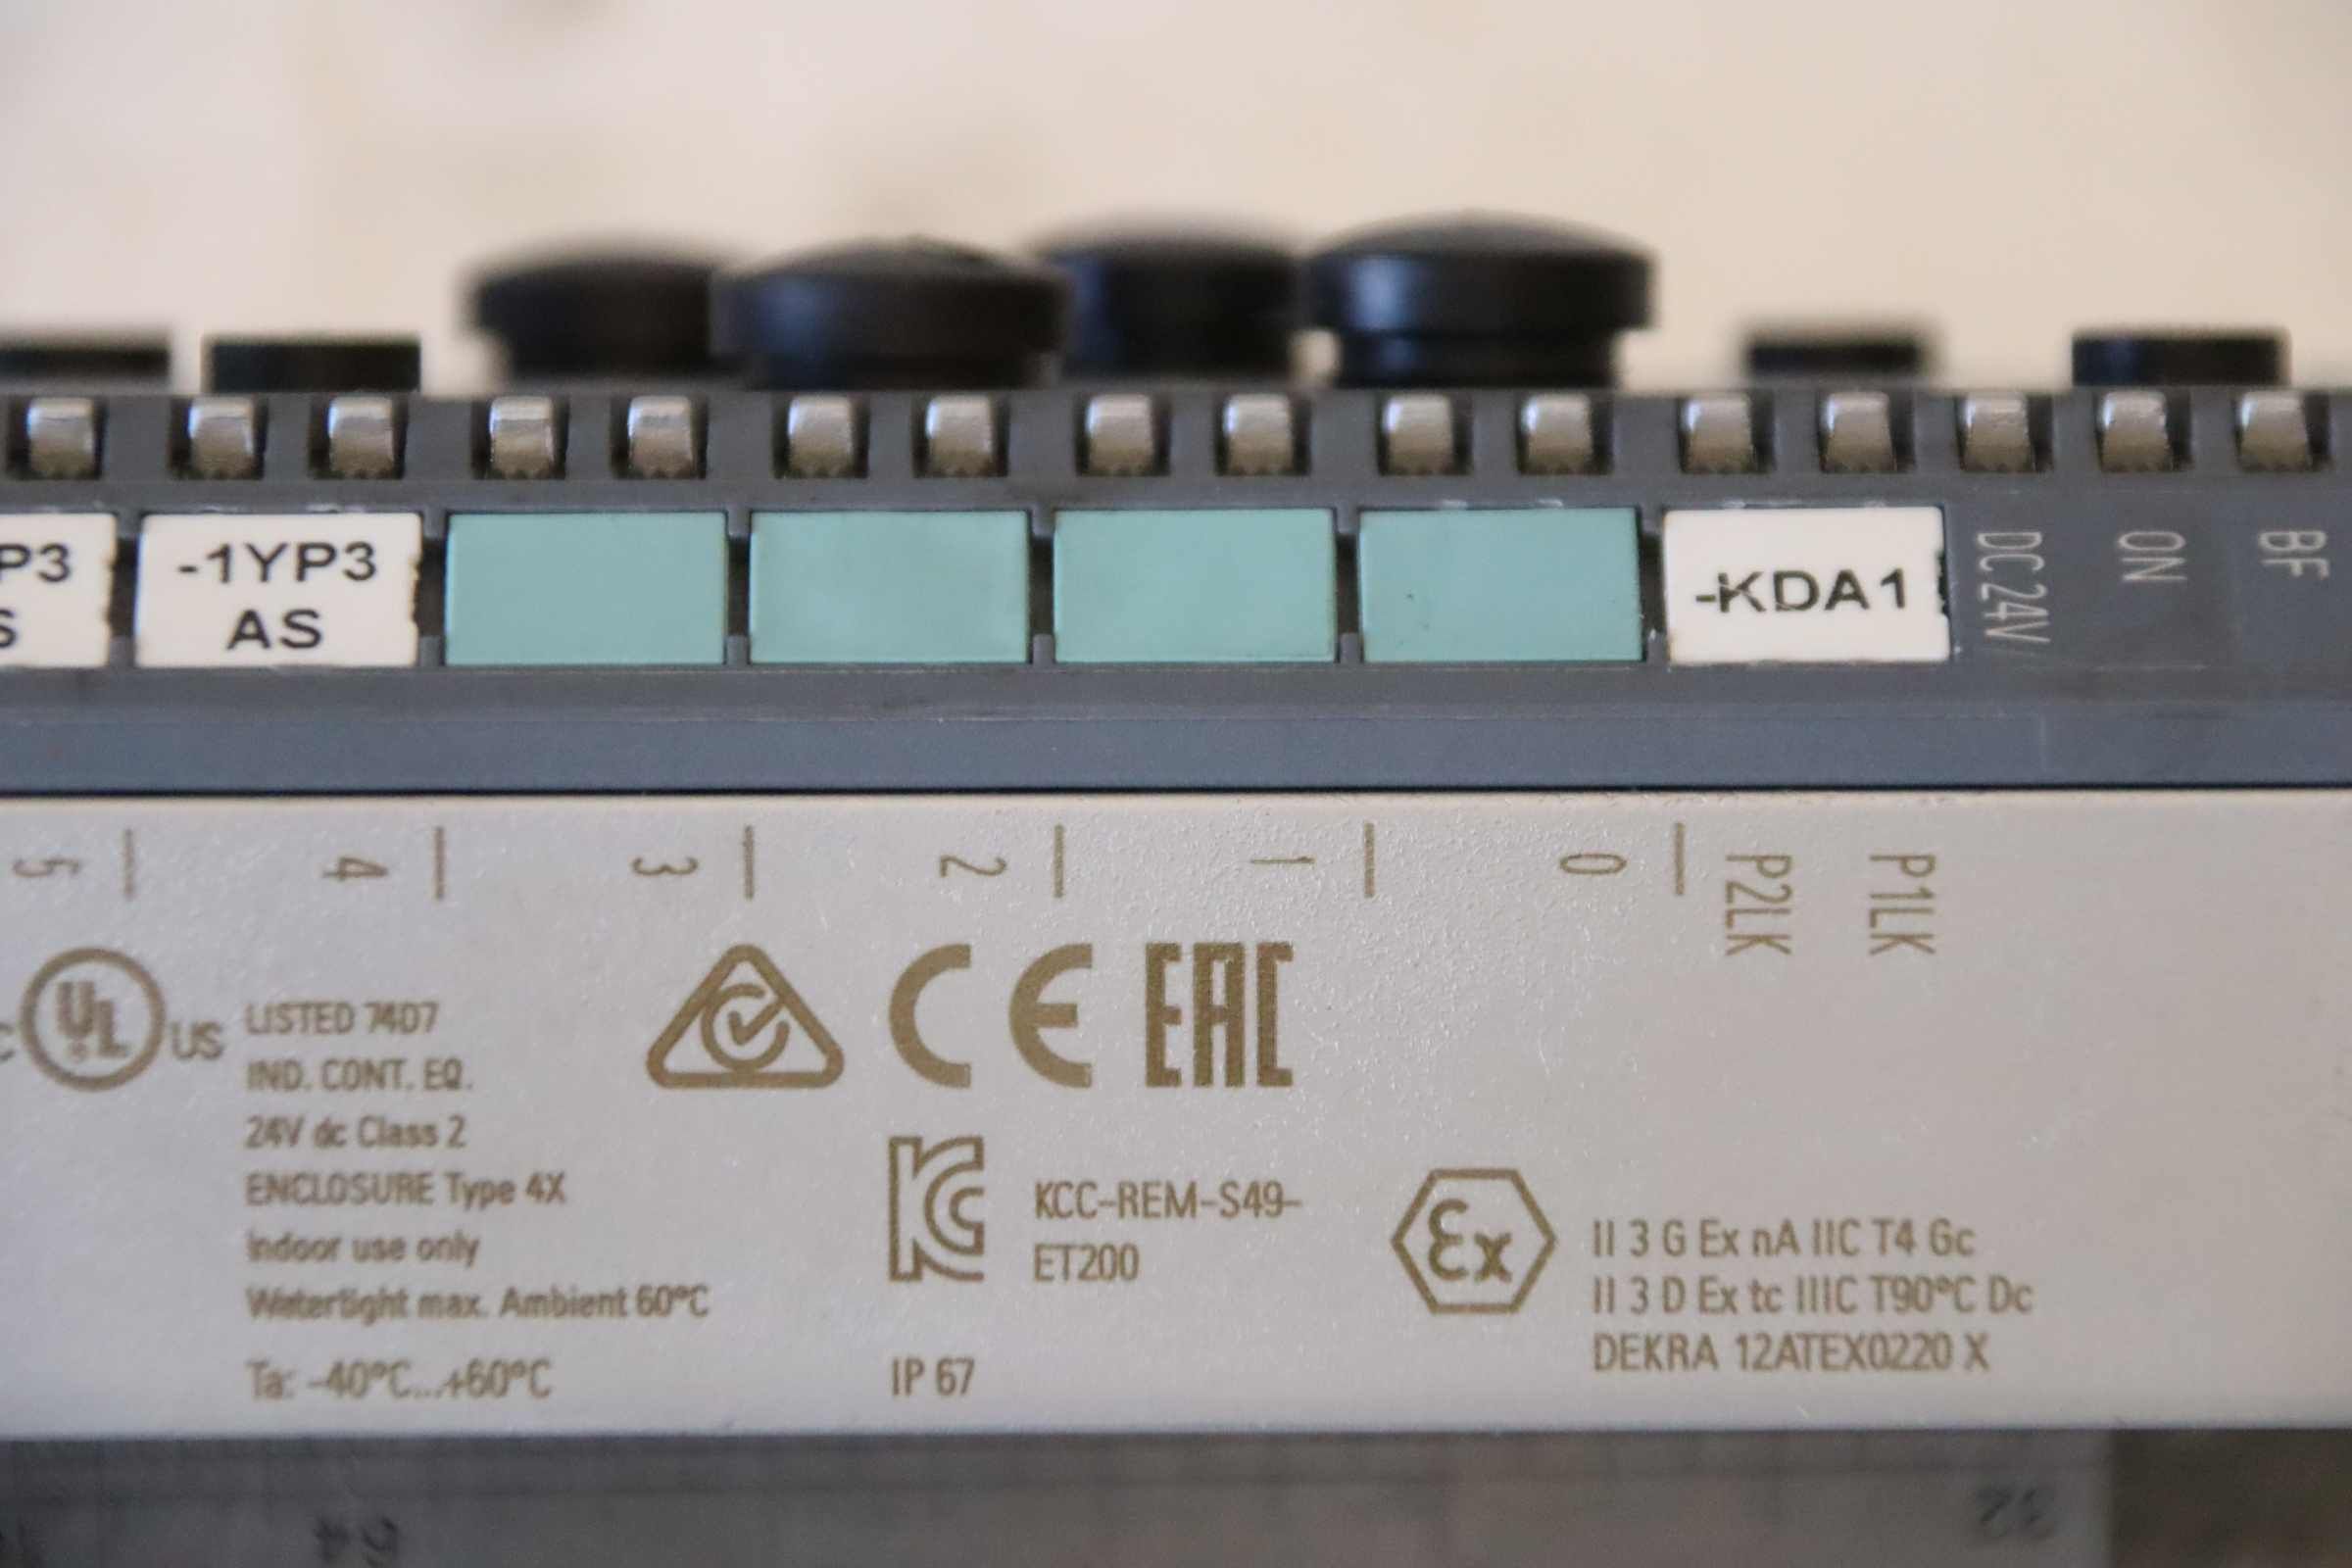 P3
S
-1YP3
AS
-KDA1
DC 24V
ON
BF
5
4
3
2
1
0
P2LK
P1LK
C UL US
LISTED 74D7
IND. CONT. EQ.
24V dc Class 2
ENCLOSURE Type 4X
Indoor use only
Watertight max. Ambient 60°C
Ta: -40°C...+60°C
CE EAC
KC
KCC-REM-S49-
ET200
IP 67
Ex
II 3 G Ex nA IIC T4 Gc
II 3 D Ex tc IIIC T90°C Dc
DEKRA 12ATEX0220 X